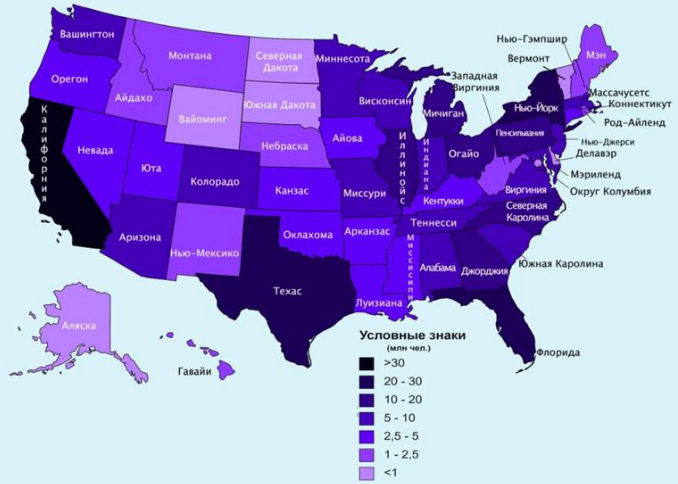 Вашингтон
Монтана
Северная
Дакота
Миннесота
Нью-Гэмпшир
Вермонт
Мэн
Орегон
Айдахо
Южная Дакота
Висконсин
Западная
Виргиния
Мичиган
Нью-Йорк
Массачусетс
Коннектикут
Род-Айленд
Вайоминг
Калифорния
Невада
Юта
Колорадо
Небраска
Айова
Иллинойс
Индиана
Огайо
Пенсильвания
Нью-Джерси
Делавэр
Мэриленд
Округ Колумбия
Канзас
Миссури
Кентукки
Виргиния
Аризона
Нью-Мексико
Оклахома
Арканзас
Теннесси
Северная
Каролина
Техас
Луизиана
Миссисипи
Алабама
Джорджия
Южная Каролина
Флорида
Аляска
Гавайи
Условные знаки
(млн чел.)
>30
20 - 30
10 - 20
5 - 10
2,5 - 5
1 - 2,5
<1